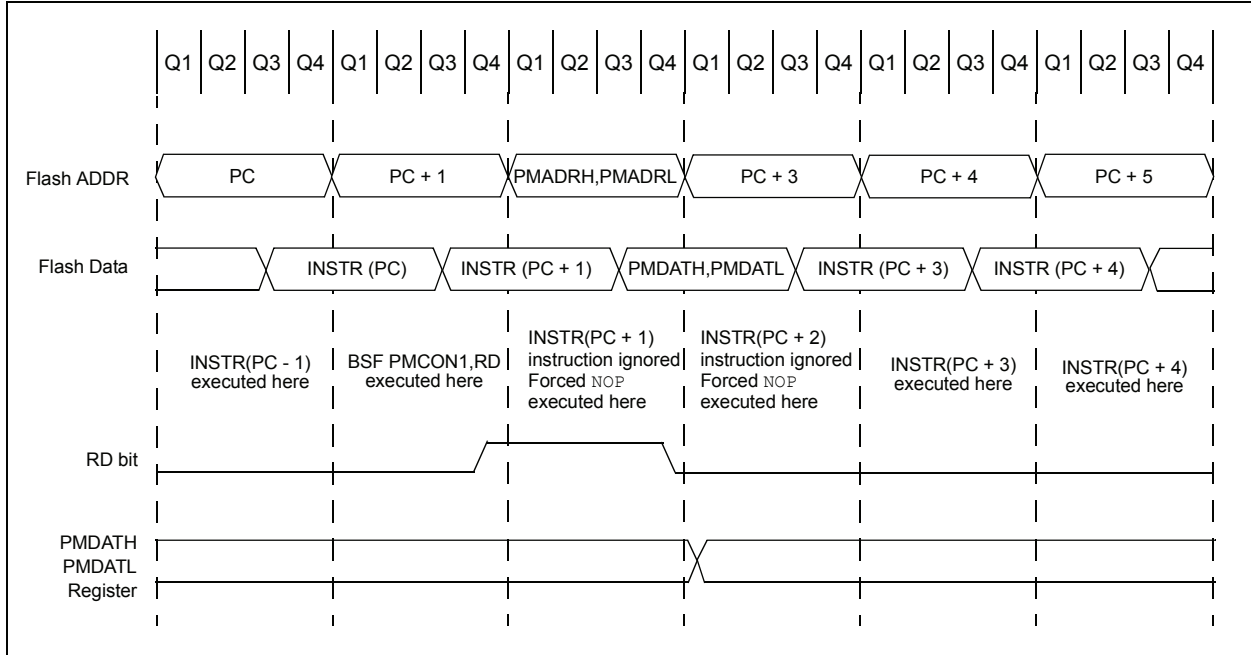 Q1 Q2 Q3 Q4 Q1 Q2 Q3 Q4 Q1 Q2 Q3 Q4 Q1 Q2 Q3 Q4 Q1 Q2 Q3 Q4 Q1 Q2 Q3 Q4
Flash ADDR PC PC + 1 PMADRH,PMADRL PC + 3 PC + 4 PC + 5
Flash Data INSTR (PC) INSTR (PC + 1) PMDATH,PMDATL INSTR (PC + 3) INSTR (PC + 4)
INSTR(PC - 1)
executed here
BSF PMCON1,RD
executed here
INSTR(PC + 1)
instruction ignored
Forced NOP
executed here
INSTR(PC + 2)
instruction ignored
Forced NOP
executed here
INSTR(PC + 3)
executed here
INSTR(PC + 4)
executed here
RD bit
PMDATH
PMDATL
Register